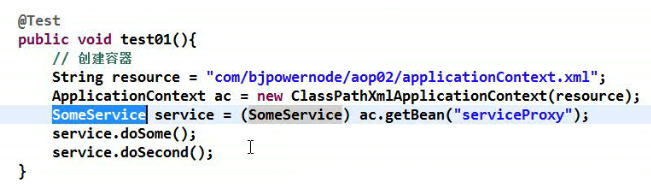 @Test
public void test01(){
// 创建容器
String resource = "com/bjpowernode/aop02/applicationContext.xml";
ApplicationContext ac = new ClassPathXmlApplicationContext(resource);
SomeService service = (SomeService) ac.getBean("serviceProxy");
service.doSome();
service.doSecond();
}